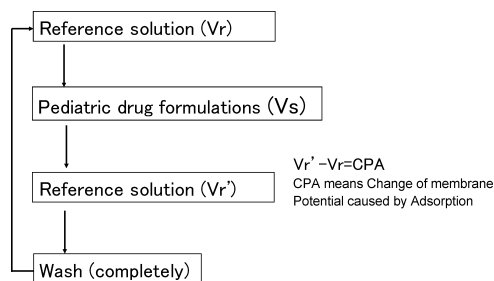 Reference solution (Vr)
Pediatric drug formulations (Vs)
Reference solution (Vr')
Vr'-Vr=CPA
CPA means Change of membrane
Potential caused by Adsorption
Wash (completely)